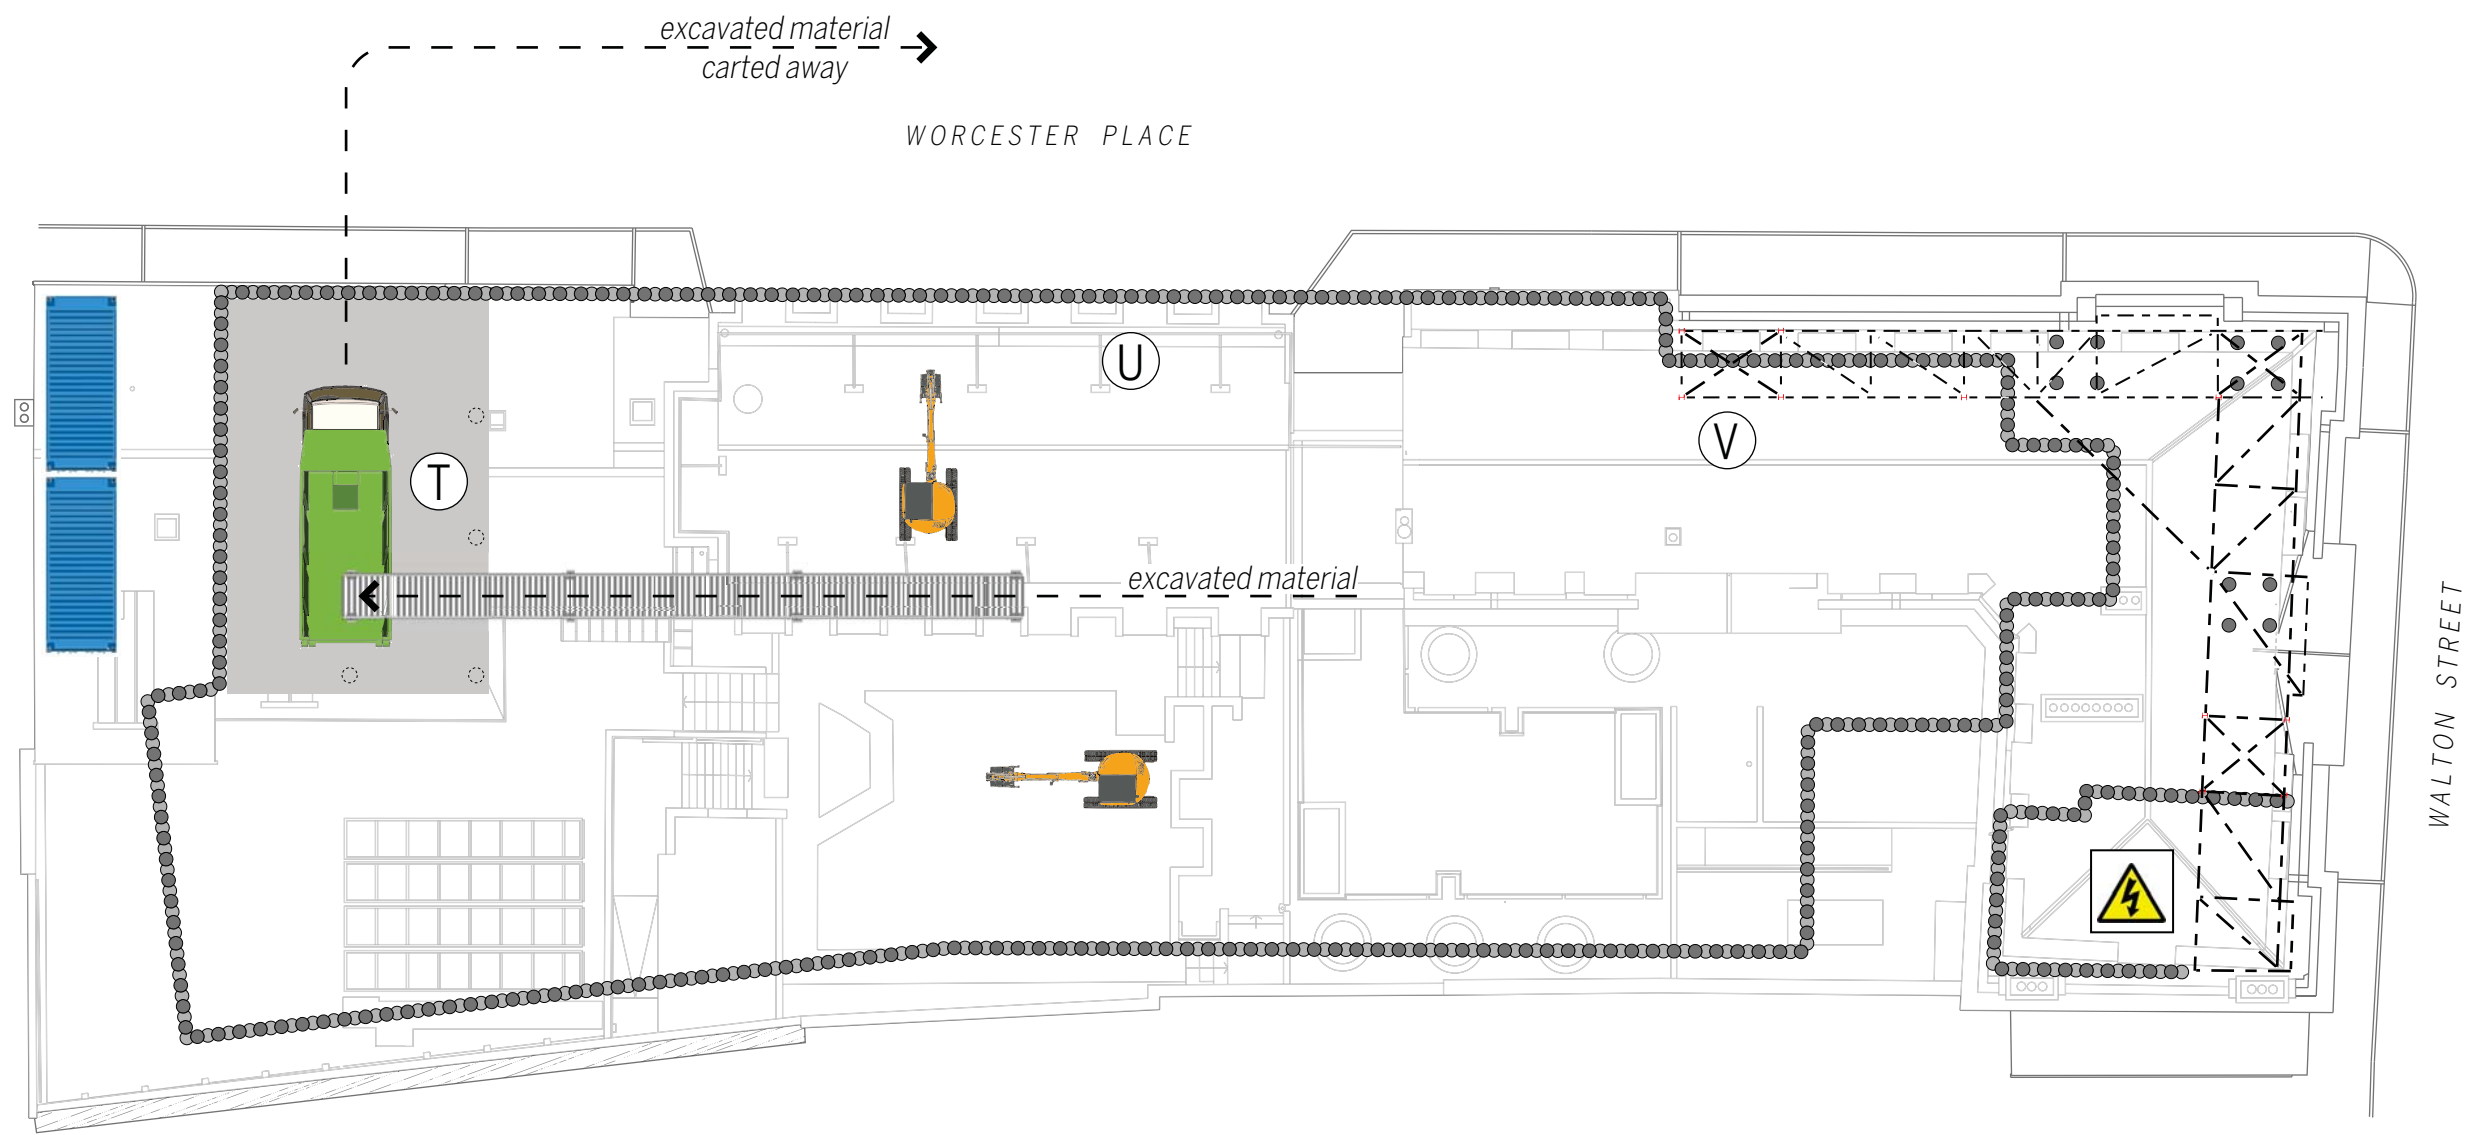 excavated material
carted away
WORCESTER PLACE
U
V
T
excavated material
WALTON STREET